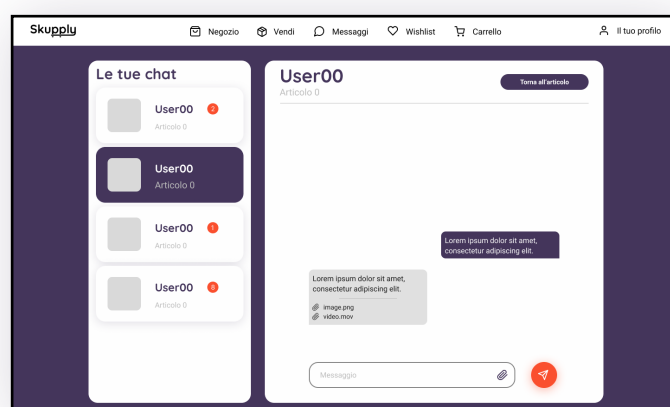 Skupply
Negozio
Vendi
Messaggi
Wishlist
Carrello
Il tuo profilo
Le tue chat
User00
2
Articolo 0
User00
Articolo 0
User00
1
Articolo 0
User00
8
Articolo 0
User00
Articolo 0
Torna all'articolo
Lorem ipsum dolor sit amet,
consectetur adipiscing elit.
Lorem ipsum dolor sit amet,
consectetur adipiscing elit.
image.png
video.mov
Messaggio